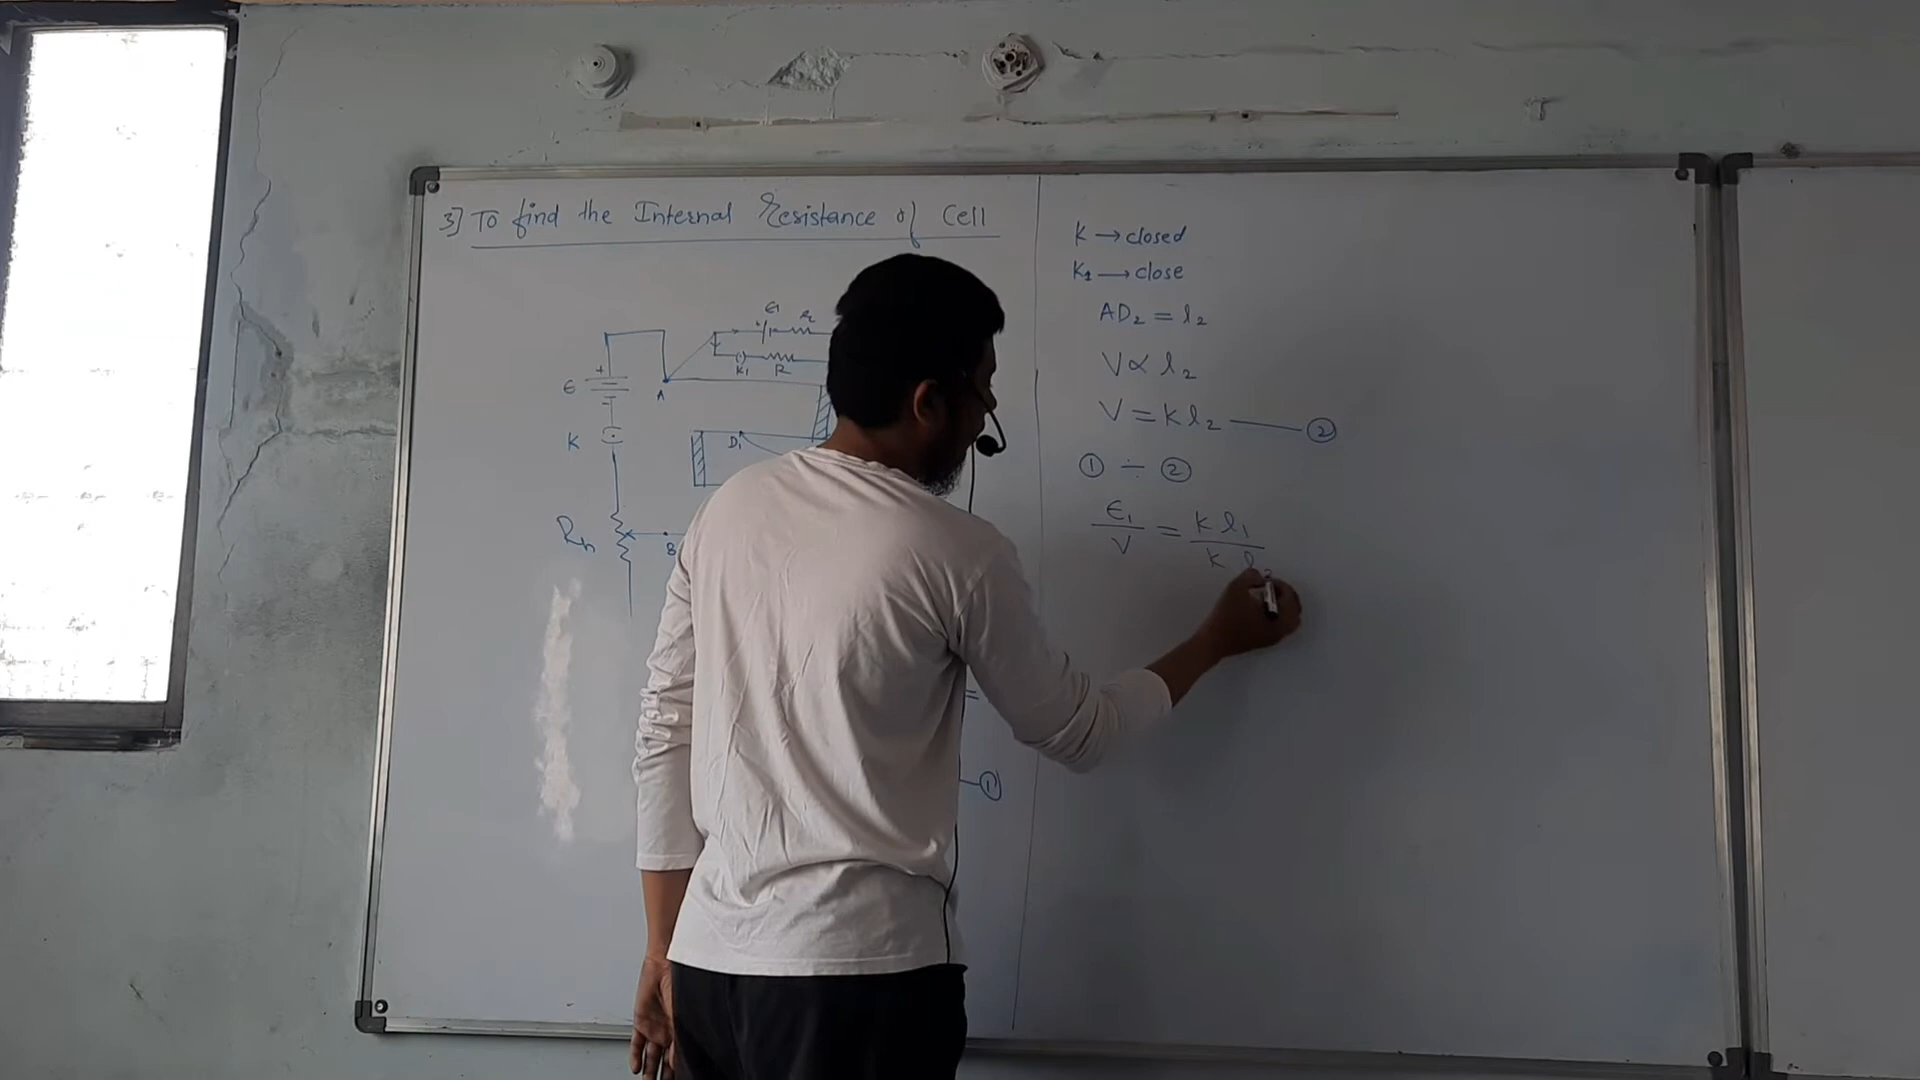 3] To find the Internal Resistance of Cell
E1 r
+
K1 R
+
E
A
K
D1
Rh
B
=
①
K → closed
K1 → close
AD2 = l2
V ∝ l2
V = K l2 —— ②
① ÷ ②
E1 / V = K l1 / K l2